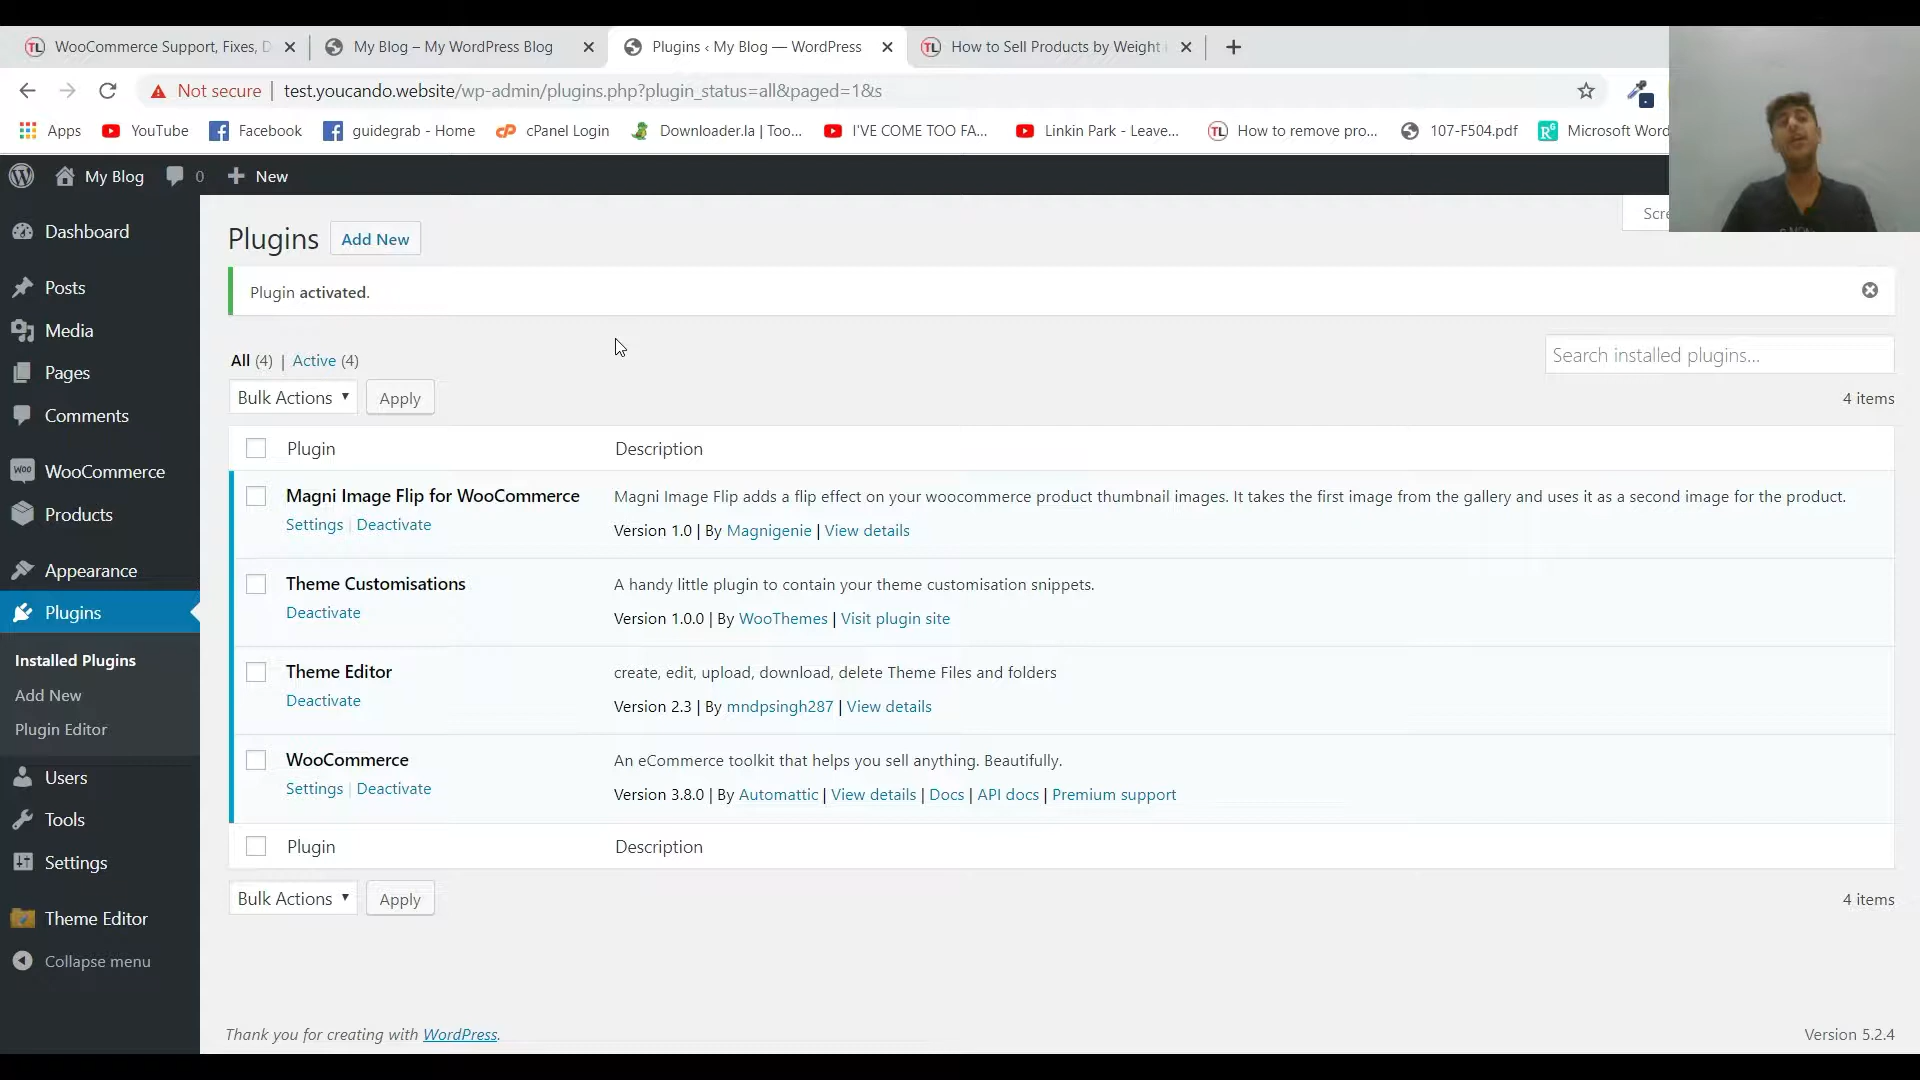 WooCommerce Support, Fixes, D
My Blog – My WordPress Blog
Plugins ‹ My Blog — WordPress
How to Sell Products by Weight
Not secure | test.youcando.website/wp-admin/plugins.php?plugin_status=all&paged=1&s
Apps YouTube Facebook guidegrab - Home cPanel Login Downloader.la | Too... I'VE COME TOO FA... Linkin Park - Leave... How to remove pro... 107-F504.pdf Microsoft Word
My Blog 0 New
Scre
Dashboard
Posts
Media
Pages
Comments
WooCommerce
Products
Appearance
Plugins
Installed Plugins
Add New
Plugin Editor
Users
Tools
Settings
Theme Editor
Collapse menu
Plugins Add New
Plugin activated.
All (4) | Active (4)
Search installed plugins...
Bulk Actions Apply
4 items
Plugin Description
Magni Image Flip for WooCommerce
Settings | Deactivate
Magni Image Flip adds a flip effect on your woocommerce product thumbnail images. It takes the first image from the gallery and uses it as a second image for the product.
Version 1.0 | By Magnigenie | View details
Theme Customisations
Deactivate
A handy little plugin to contain your theme customisation snippets.
Version 1.0.0 | By WooThemes | Visit plugin site
Theme Editor
Deactivate
create, edit, upload, download, delete Theme Files and folders
Version 2.3 | By mndpsingh287 | View details
WooCommerce
Settings | Deactivate
An eCommerce toolkit that helps you sell anything. Beautifully.
Version 3.8.0 | By Automattic | View details | Docs | API docs | Premium support
Plugin Description
Bulk Actions Apply
4 items
Thank you for creating with WordPress.
Version 5.2.4